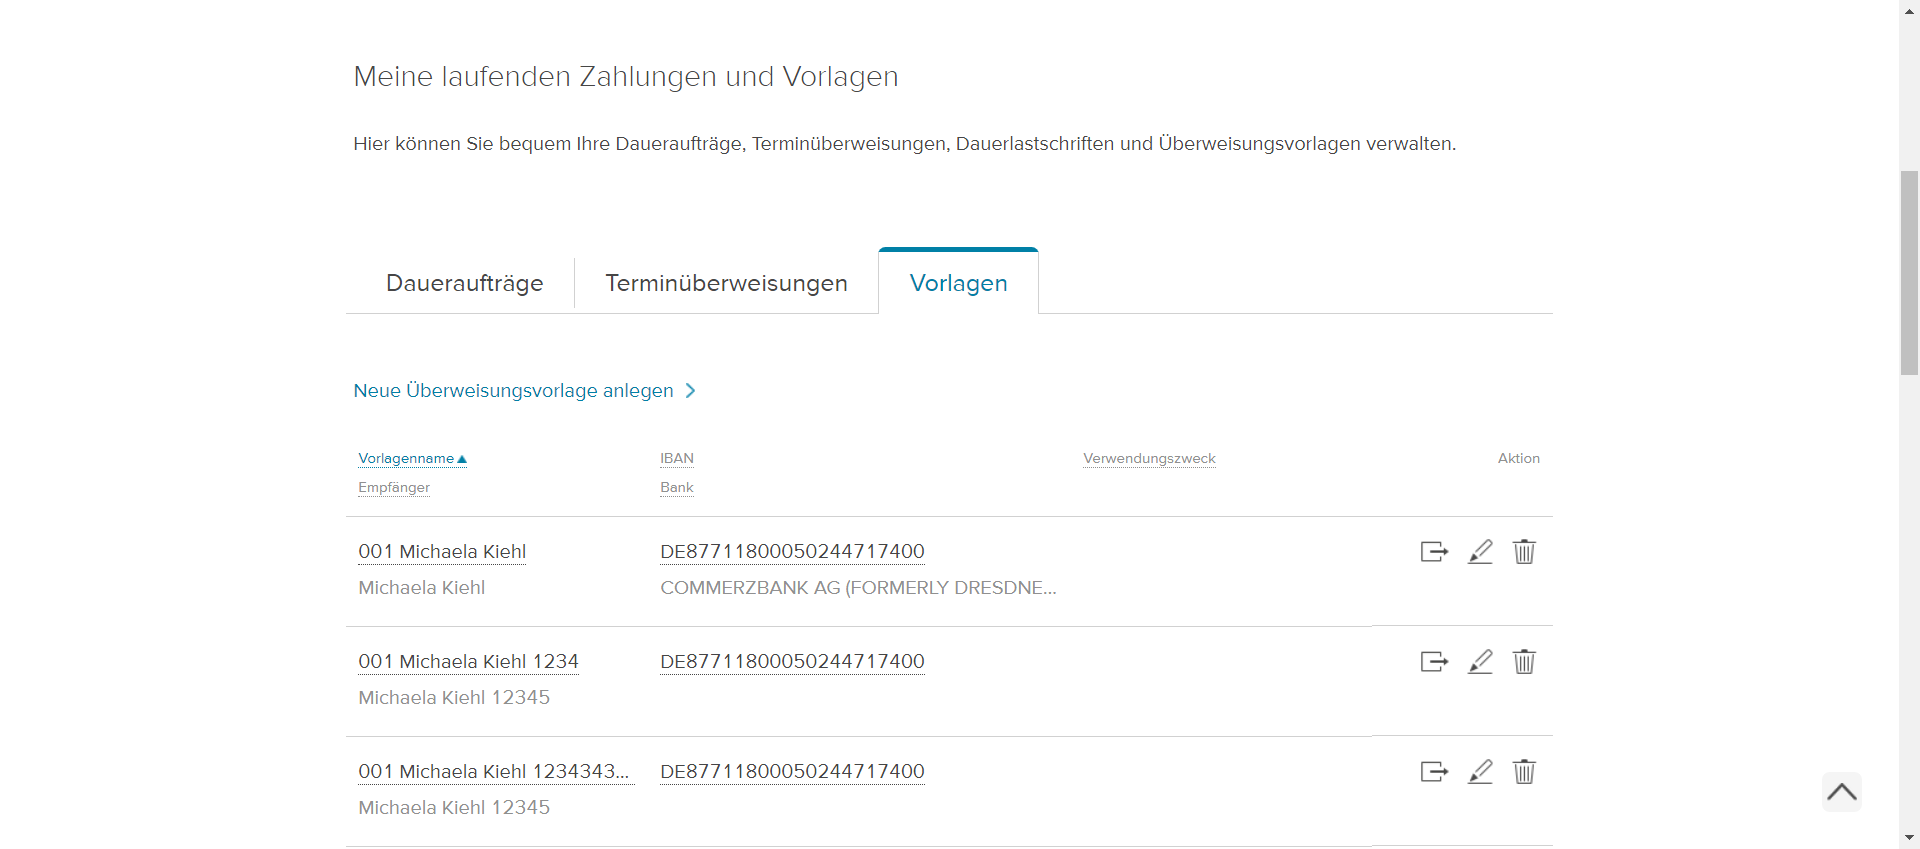 Meine laufenden Zahlungen und Vorlagen
Hier können Sie bequem Ihre Daueraufträge, Terminüberweisungen, Dauerlastschriften und Überweisungsvorlagen verwalten.
Daueraufträge Terminüberweisungen Vorlagen
Neue Überweisungsvorlage anlegen
Vorlagenname IBAN Verwendungszweck Aktion
Empfänger Bank
001 Michaela Kiehl DE87711800050244717400
Michaela Kiehl COMMERZBANK AG (FORMERLY DRESDNE...
001 Michaela Kiehl 1234 DE87711800050244717400
Michaela Kiehl 12345
001 Michaela Kiehl 1234343... DE87711800050244717400
Michaela Kiehl 12345